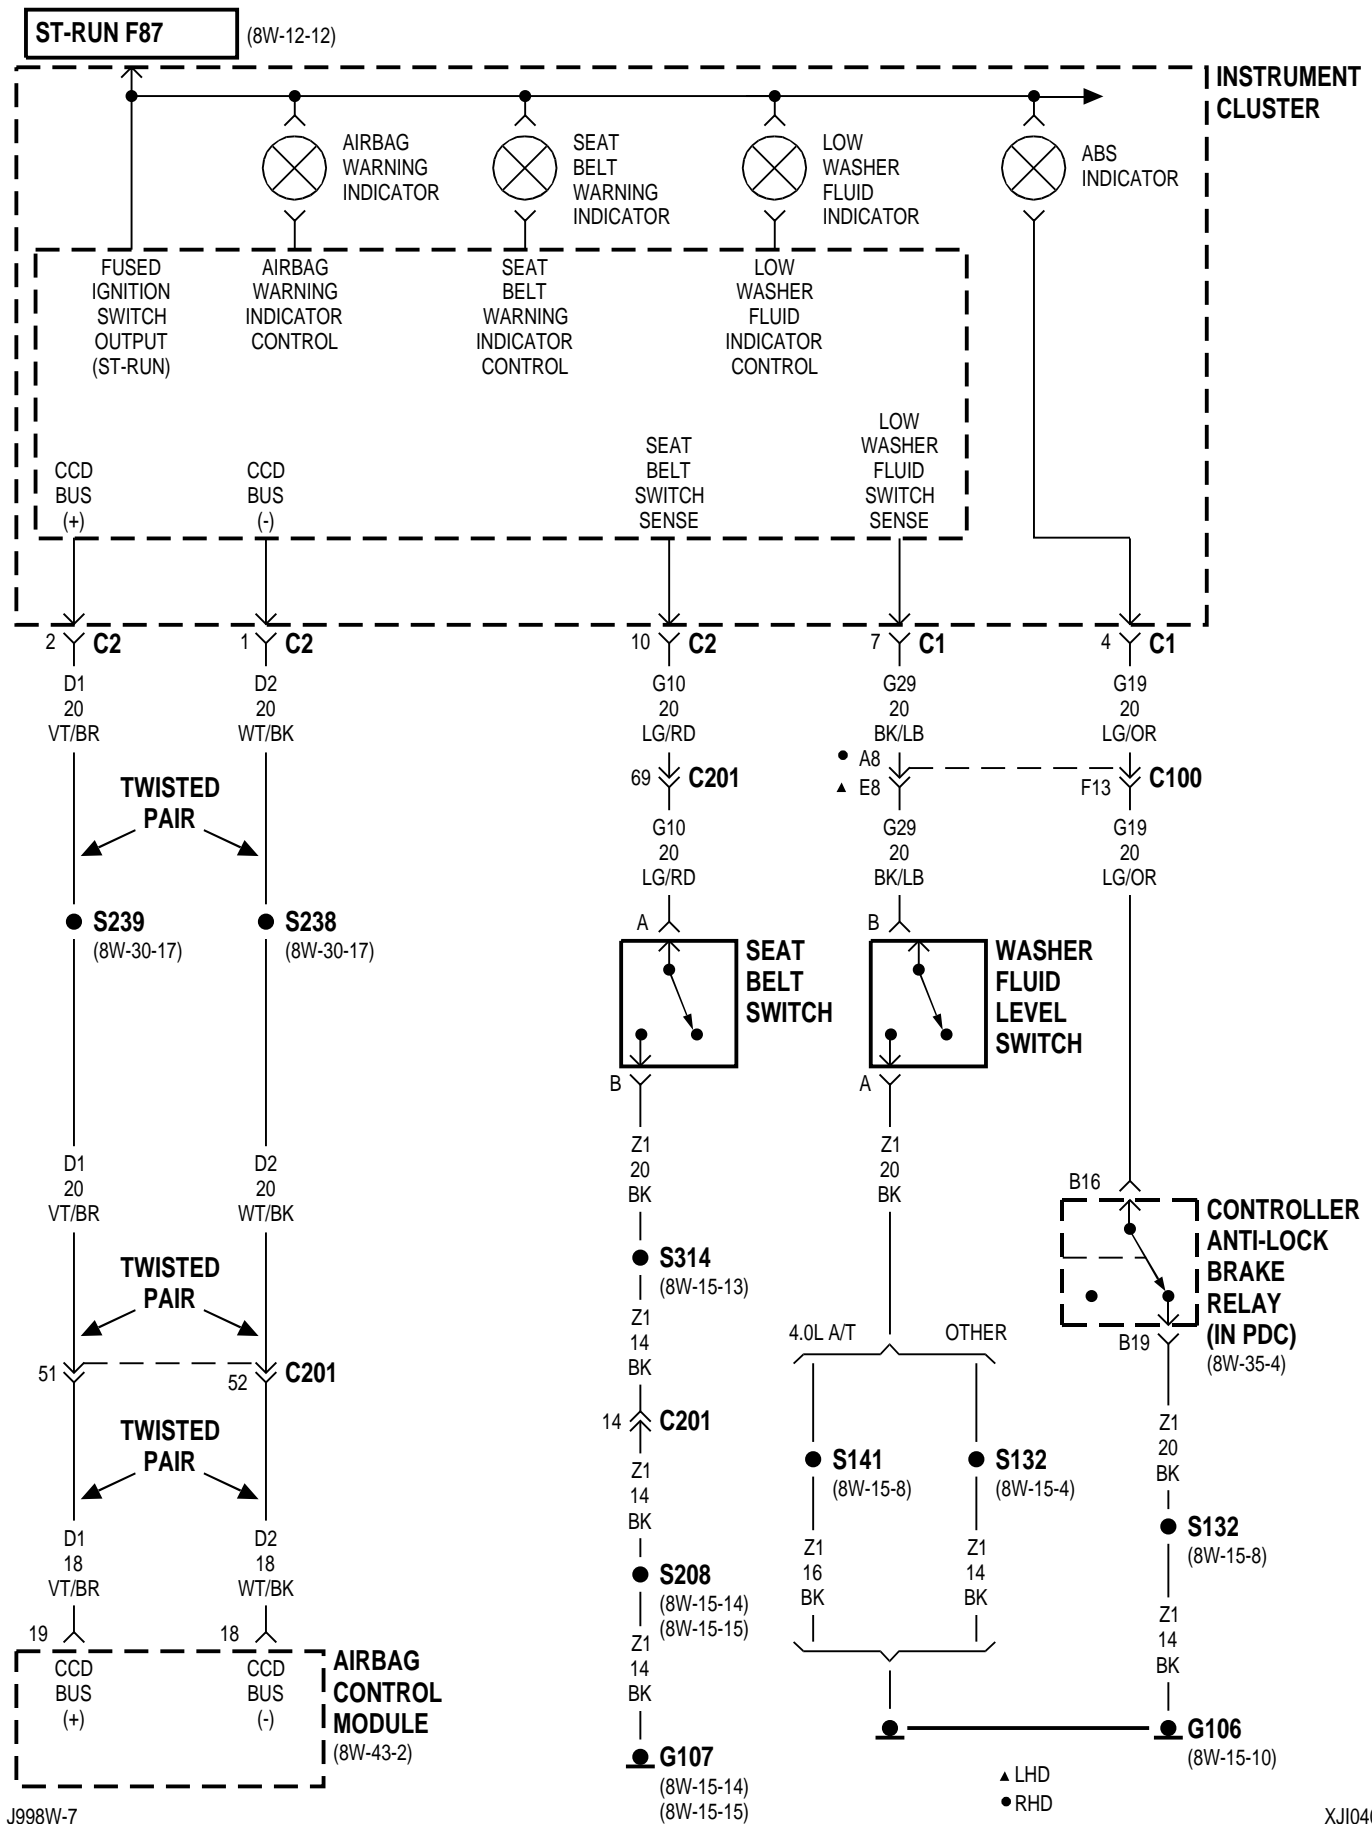 ST-RUN F87
(8W-12-12)
INSTRUMENT
CLUSTER
AIRBAG
WARNING
INDICATOR
SEAT
BELT
WARNING
INDICATOR
LOW
WASHER
FLUID
INDICATOR
ABS
INDICATOR
FUSED
IGNITION
SWITCH
OUTPUT
(ST-RUN)
AIRBAG
WARNING
INDICATOR
CONTROL
SEAT
BELT
WARNING
INDICATOR
CONTROL
LOW
WASHER
FLUID
INDICATOR
CONTROL
CCD
BUS
(+)
CCD
BUS
(-)
SEAT
BELT
SWITCH
SENSE
LOW
WASHER
FLUID
SWITCH
SENSE
2 C2
1 C2
10 C2
7 C1
4 C1
D1
20
VT/BR
D2
20
WT/BK
G10
20
LG/RD
G29
20
BK/LB
G19
20
LG/OR
TWISTED
PAIR
69 C201
● A8
▲ E8
F13 C100
G10
20
LG/RD
G29
20
BK/LB
G19
20
LG/OR
S239
(8W-30-17)
S238
(8W-30-17)
A
SEAT
BELT
SWITCH
B
B
WASHER
FLUID
LEVEL
SWITCH
A
D1
20
VT/BR
D2
20
WT/BK
Z1
20
BK
Z1
20
BK
B16
CONTROLLER
ANTI-LOCK
BRAKE
RELAY
(IN PDC)
(8W-35-4)
B19
TWISTED
PAIR
51
52 C201
S314
(8W-15-13)
Z1
14
BK
4.0L A/T
OTHER
TWISTED
PAIR
14 C201
Z1
14
BK
S141
(8W-15-8)
S132
(8W-15-4)
Z1
20
BK
S132
(8W-15-8)
D1
18
VT/BR
D2
18
WT/BK
S208
(8W-15-14)
(8W-15-15)
Z1
16
BK
Z1
14
BK
Z1
14
BK
19
18
CCD
BUS
(+)
CCD
BUS
(-)
AIRBAG
CONTROL
MODULE
(8W-43-2)
Z1
14
BK
G107
(8W-15-14)
(8W-15-15)
G106
(8W-15-10)
▲ LHD
● RHD
J998W-7